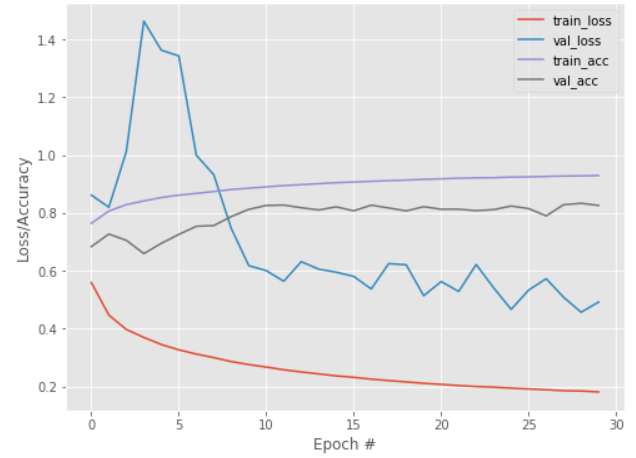 train_loss
val_loss
train_acc
val_acc
1.4
1.2
1.0
0.8
0.6
0.4
0.2
Loss/Accuracy
0 5 10 15 20 25 30
Epoch #